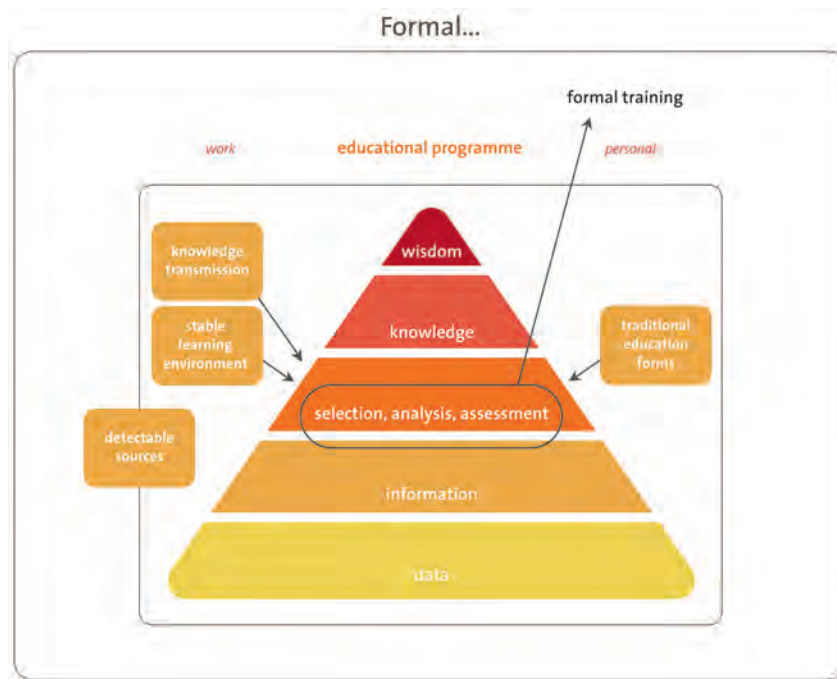 Formal...
formal training
work
educational programme
personal
knowledge
transmission
stable
learning
environment
detectable
sources
wisdom
knowledge
selection, analysis, assessment
information
data
traditional
education
forms